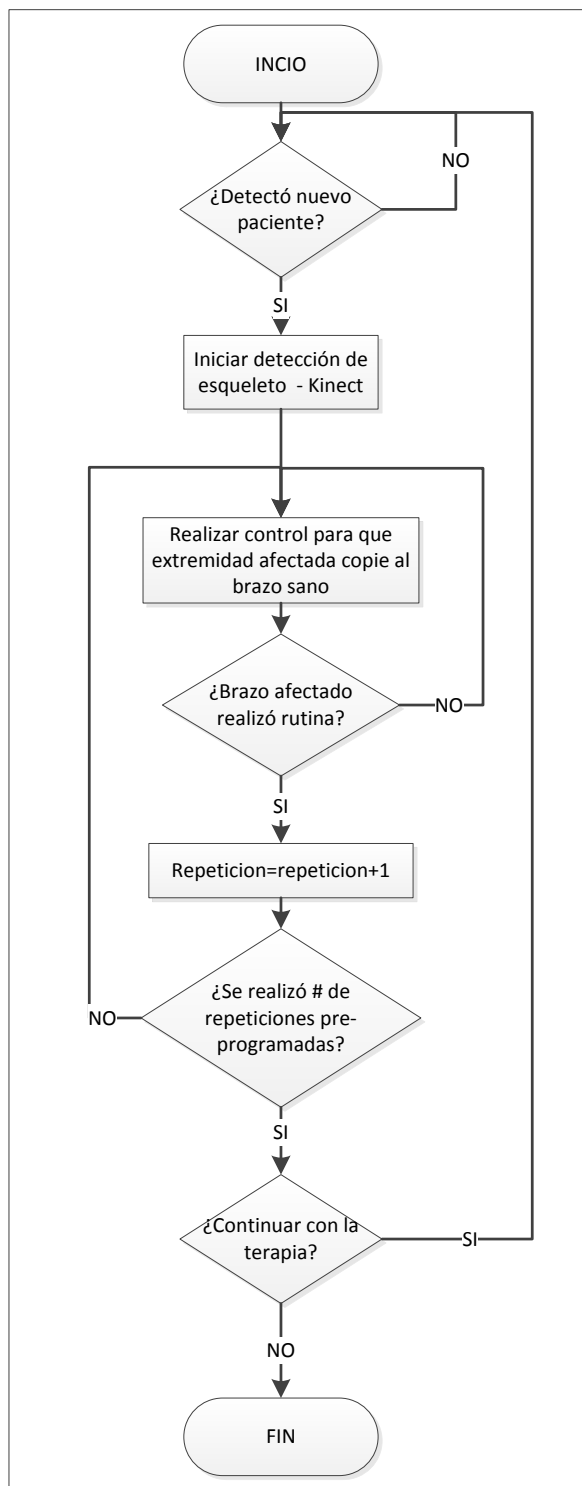 INCIO
NO
¿Detectó nuevo
paciente?
SI
Iniciar detección de
esqueleto - Kinect
Realizar control para que
extremidad afectada copie al
brazo sano
¿Brazo afectado
realizó rutina?
NO
SI
Repeticion=repeticion+1
¿Se realizó # de
repeticiones pre-
programadas?
NO
SI
¿Continuar con la
terapia?
SI
NO
FIN